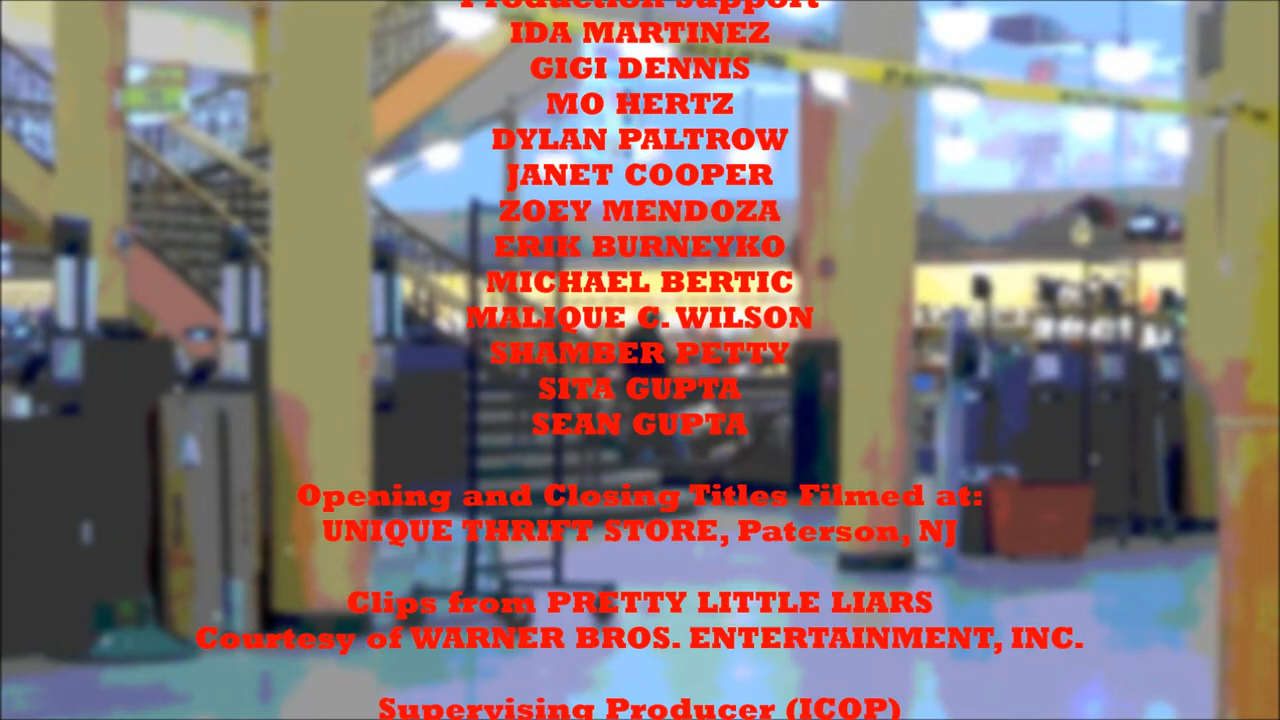 Production Support
IDA MARTINEZ
GIGI DENNIS
MO HERTZ
DYLAN PALTROW
JANET COOPER
ZOEY MENDOZA
ERIK BURNEYKO
MICHAEL BERTIC
MALIQUE C. WILSON
SHAMBER PETTY
SITA GUPTA
SEAN GUPTA
Opening and Closing Titles Filmed at:
UNIQUE THRIFT STORE, Paterson, NJ
Clips from PRETTY LITTLE LIARS
Courtesy of WARNER BROS. ENTERTAINMENT, INC.
Supervising Producer (ICOP)